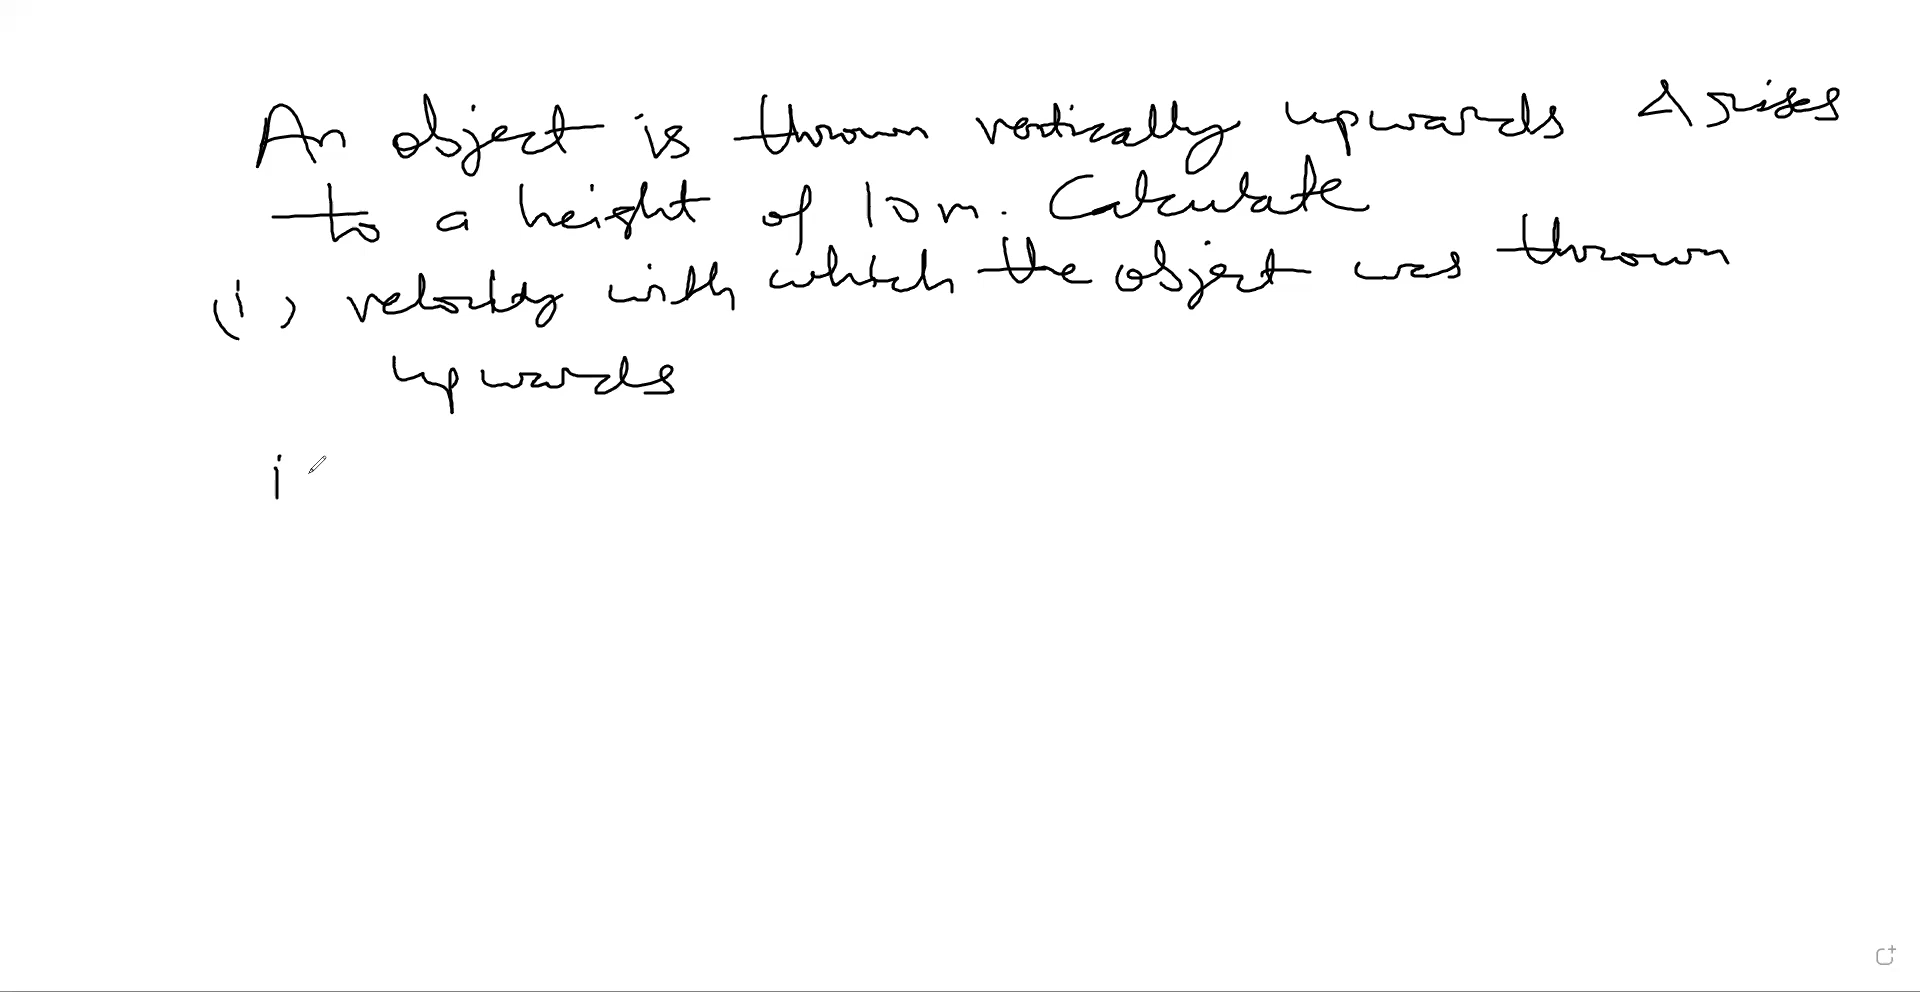 An object is thrown vertically upwards & rises
to a height of 10m. Calculate
(i) velocity with which the object was thrown
upwards
i